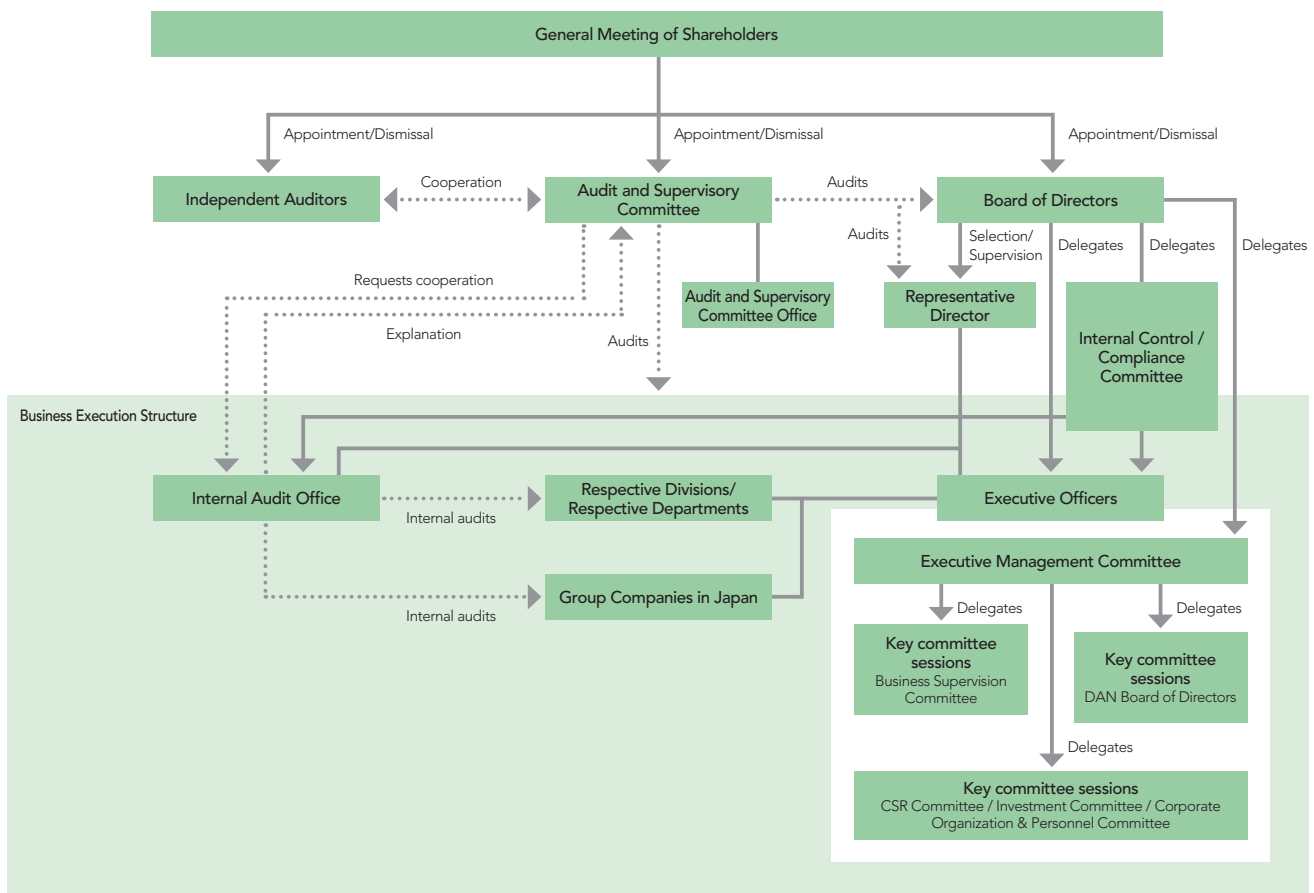 General Meeting of Shareholders
Appointment/Dismissal
Appointment/Dismissal
Appointment/Dismissal
Independent Auditors
Cooperation
Audit and Supervisory
Committee
Audits
Board of Directors
Audits
Selection/
Supervision
Delegates
Delegates
Delegates
Requests cooperation
Explanation
Audits
Audit and Supervisory
Committee Office
Representative
Director
Internal Control /
Compliance
Committee
Business Execution Structure
Internal Audit Office
Internal audits
Respective Divisions/
Respective Departments
Executive Officers
Internal audits
Group Companies in Japan
Executive Management Committee
Delegates
Delegates
Key committee
sessions
Business Supervision
Committee
Key committee
sessions
DAN Board of Directors
Delegates
Key committee sessions
CSR Committee / Investment Committee / Corporate
Organization & Personnel Committee